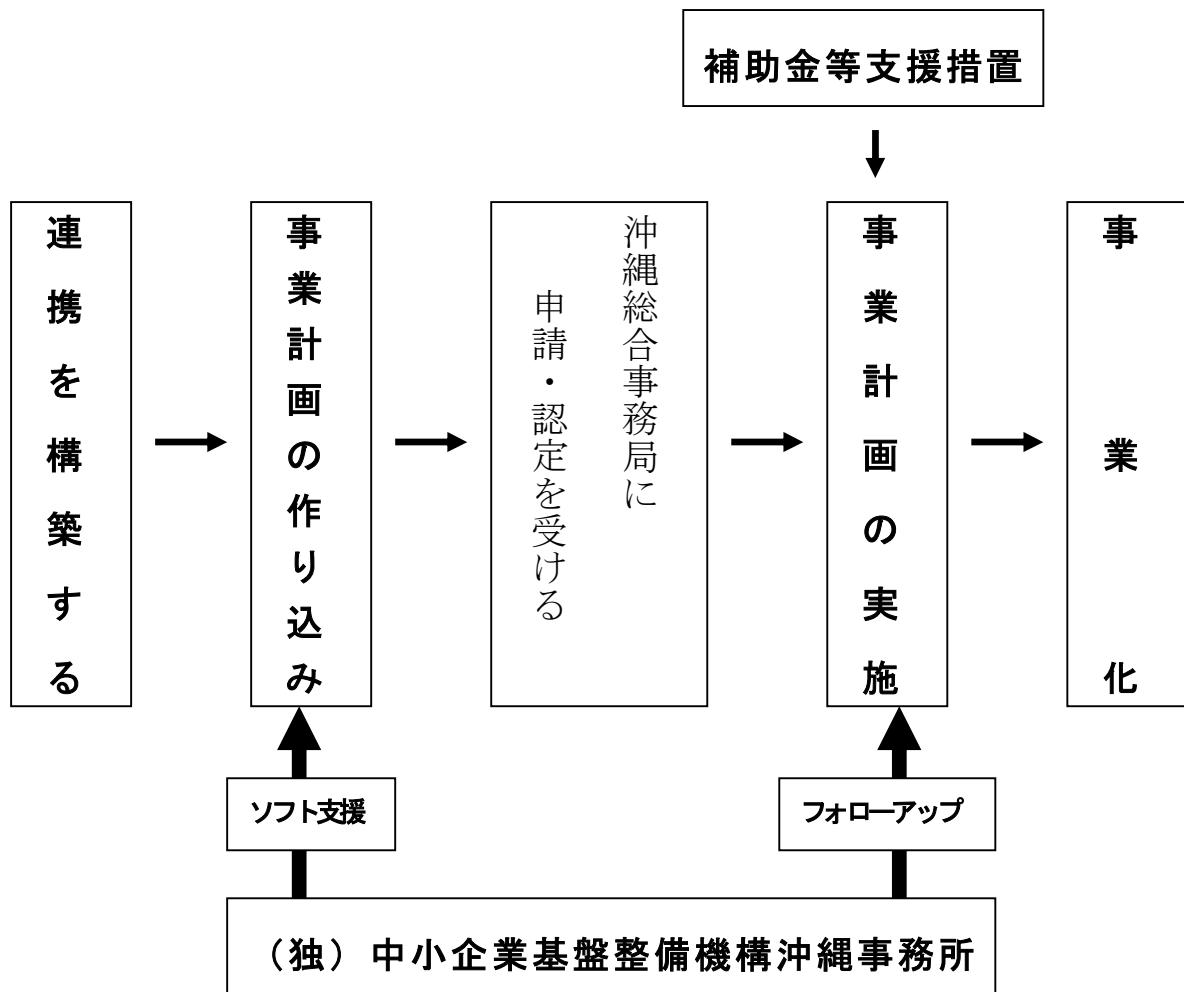 補助金等支援措置
連携を構築する
事業計画の作り込み
沖縄総合事務局に
申請・認定を受ける
事業計画の実施
事業化
ソフト支援
フォローアップ
（独）中小企業基盤整備機構沖縄事務所